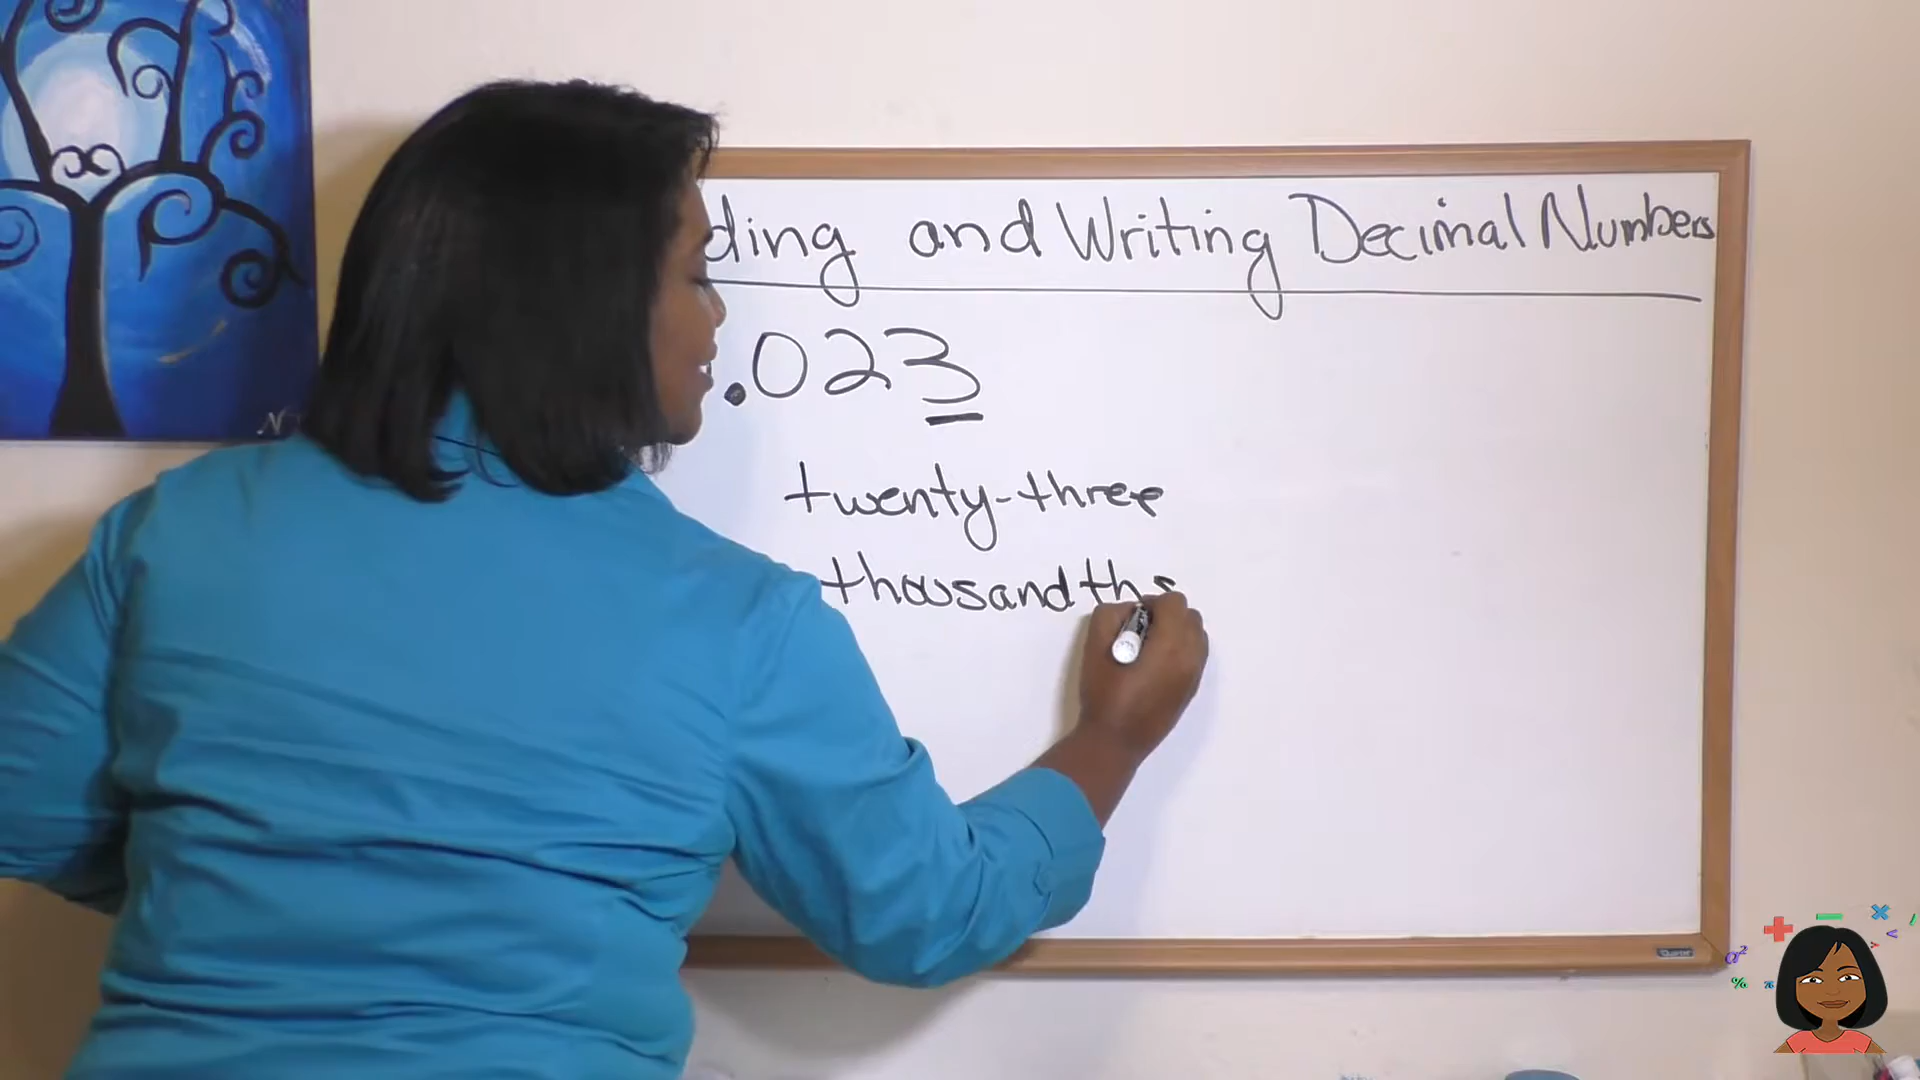 ding and Writing Decimal Numbers
.023
twenty-three
thousandths